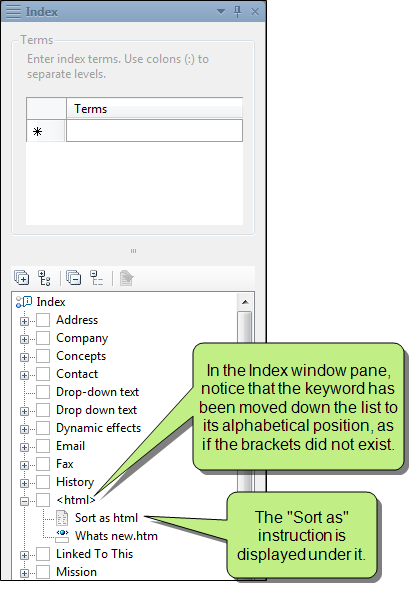 Index
Terms
Enter index terms. Use colons (:) to
separate levels.
Terms
Index
Address
Company
Concepts
Contact
Drop-down text
Drop down text
Dynamic effects
Email
Fax
History
<html>
Sort as html
Whats new.htm
Linked To This
Mission
In the Index window pane,
notice that the keyword has
been moved down the list to
its alphabetical position, as
if the brackets did not exist.
The "Sort as"
instruction is
displayed under it.